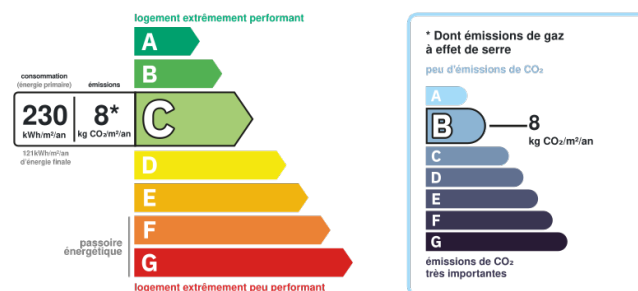 logement extrêmement performant
A
B
consommation
(énergie primaire)
émissions
230
kWh/m²/an
8*
kg CO₂/m²/an
C
121kWh/m²/an
d'énergie finale
D
E
F
G
passoire
énergétique
logement extrêmement peu performant
* Dont émissions de gaz
à effet de serre
peu d'émissions de CO₂
A
B
8
kg CO₂/m²/an
C
D
E
F
G
émissions de CO₂
très importantes